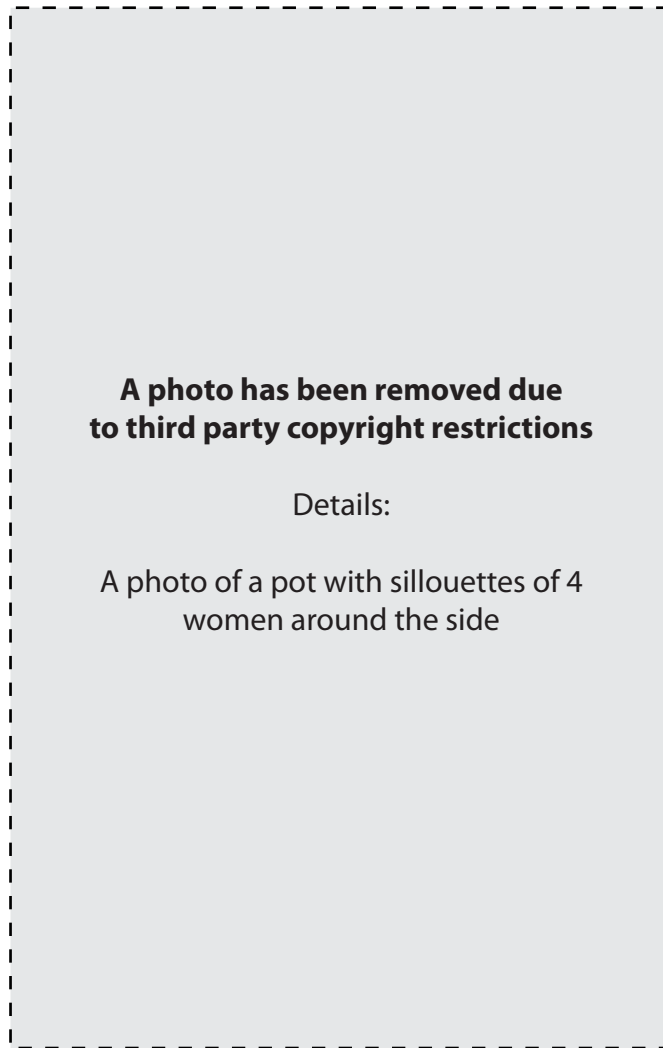 A photo has been removed due
to third party copyright restrictions
Details:
A photo of a pot with sillouettes of 4
women around the side